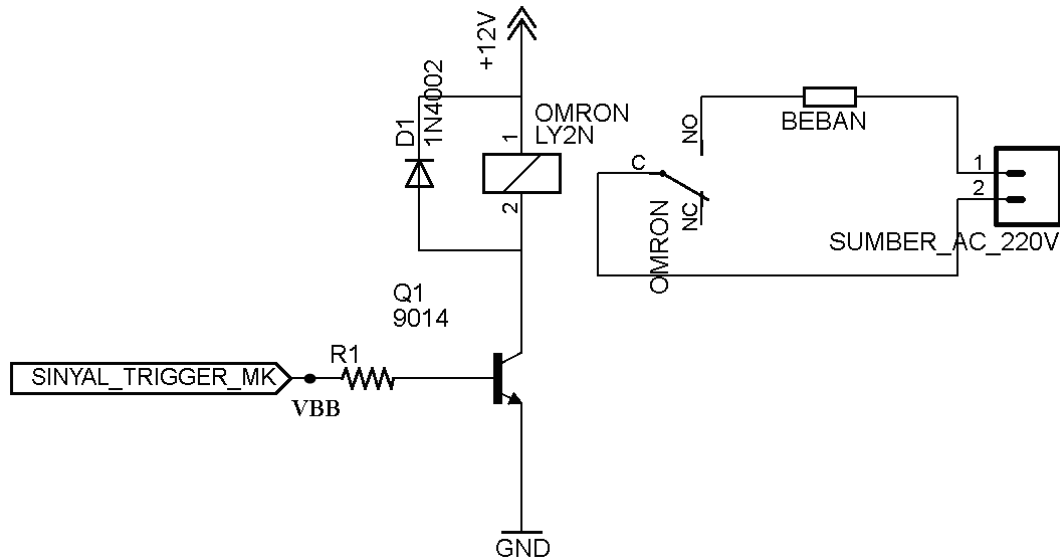 +12V
D1
1N4002
1
OMRON
LY2N
2
NO
BEBAN
C
NC
OMRON
1
2
SUMBER_AC_220V
Q1
9014
R1
SINYAL_TRIGGER_MK
VBB
GND